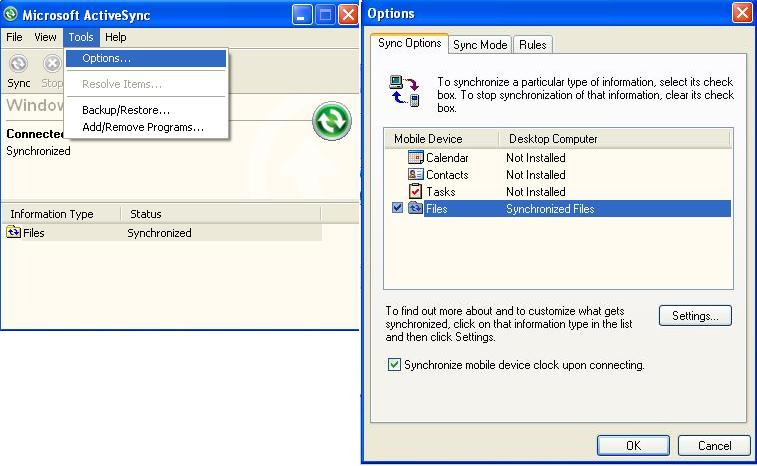 Microsoft ActiveSync
File View Tools Help
Options...
Resolve Items...
Backup/Restore...
Add/Remove Programs...
Sync Stop
Window
Connected
Synchronized
Information Type Status
Files Synchronized
Options
Sync Options Sync Mode Rules
To synchronize a particular type of information, select its check
box. To stop synchronization of that information, clear its check
box.
Mobile Device Desktop Computer
Calendar Not Installed
Contacts Not Installed
Tasks Not Installed
Files Synchronized Files
To find out more about and to customize what gets
synchronized, click on that information type in the list
and then click Settings.
Settings...
Synchronize mobile device clock upon connecting.
OK Cancel